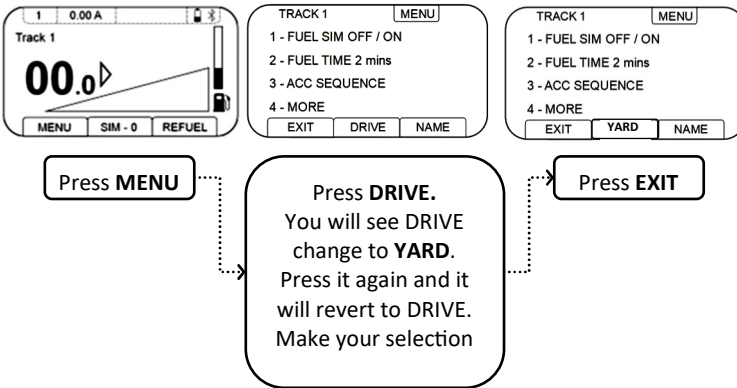 1 0.00 A
Track 1
00.0
MENU SIM - 0 REFUEL
TRACK 1 MENU
1 - FUEL SIM OFF / ON
2 - FUEL TIME 2 mins
3 - ACC SEQUENCE
4 - MORE
EXIT DRIVE NAME
TRACK 1 MENU
1 - FUEL SIM OFF / ON
2 - FUEL TIME 2 mins
3 - ACC SEQUENCE
4 - MORE
EXIT YARD NAME
Press MENU
Press DRIVE.
You will see DRIVE
change to YARD.
Press it again and it
will revert to DRIVE.
Make your selection
Press EXIT